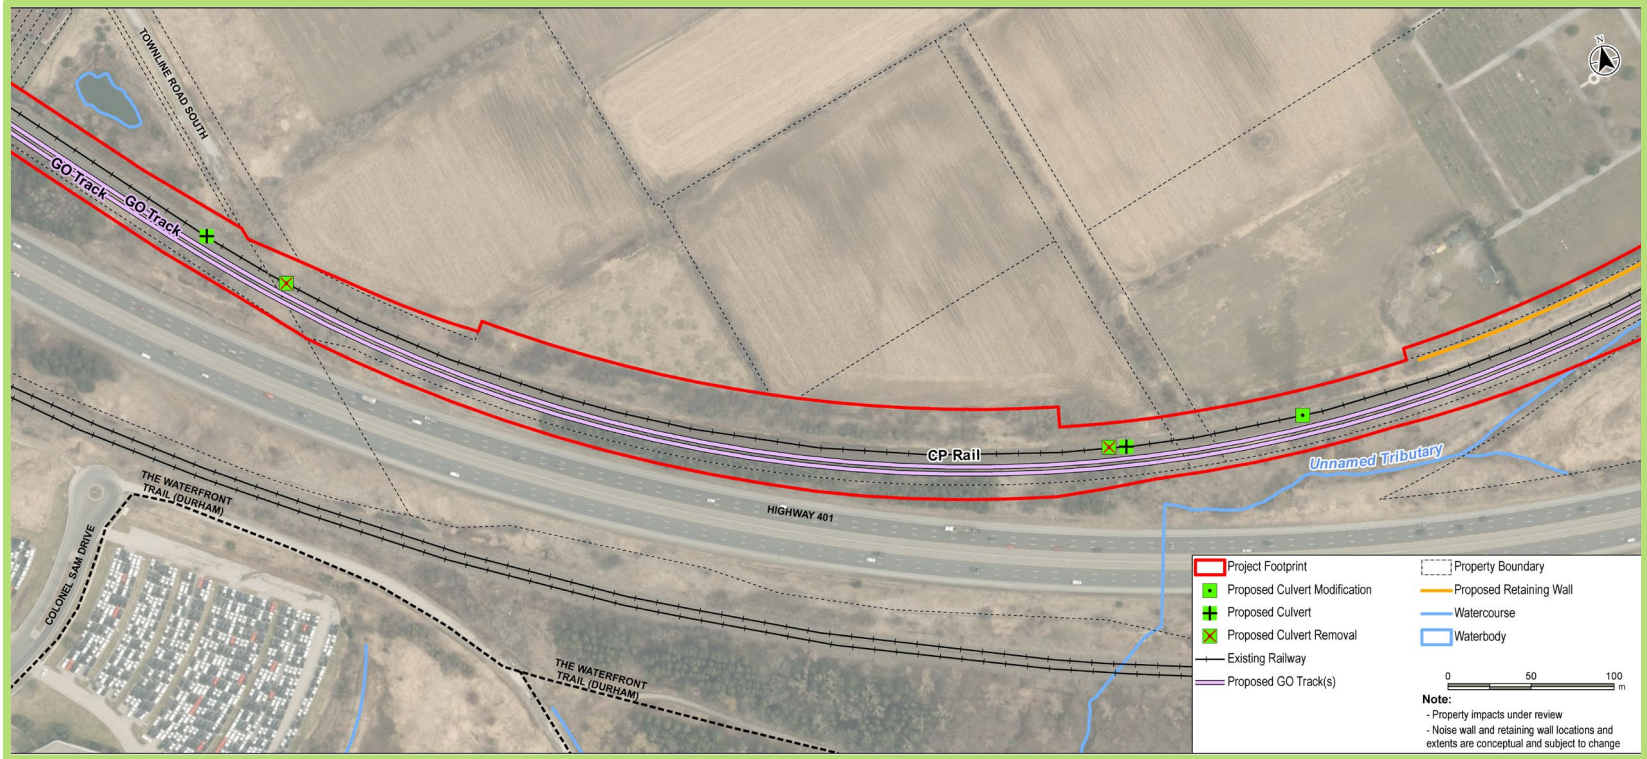 TOWNLINE ROAD SOUTH
N
GO Track
GO Track
CP Rail
Unnamed Tributary
HIGHWAY 401
THE WATERFRONT
TRAIL (DURHAM)
COLONEL SAM DRIVE
THE WATERFRONT
TRAIL (DURHAM)
Project Footprint
Proposed Culvert Modification
Proposed Culvert
Proposed Culvert Removal
Existing Railway
Proposed GO Track(s)
Property Boundary
Proposed Retaining Wall
Watercourse
Waterbody
0 50 100
m
Note:
- Property impacts under review
- Noise wall and retaining wall locations and
extents are conceptual and subject to change